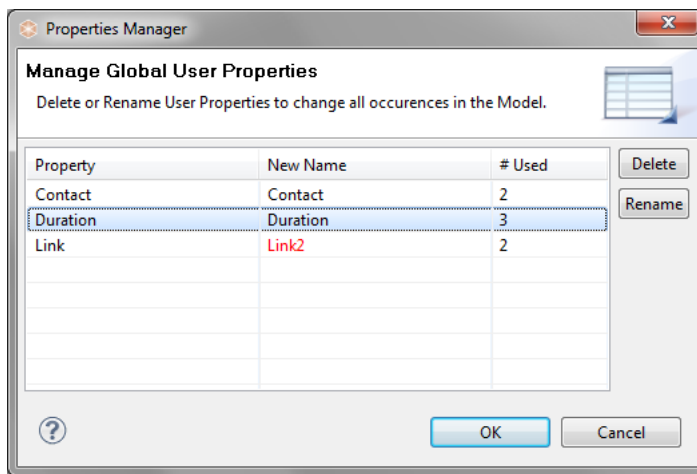 Properties Manager
Manage Global User Properties
Delete or Rename User Properties to change all occurences in the Model.
Property New Name # Used Delete
Contact Contact 2 Rename
Duration Duration 3
Link Link2 2
? OK Cancel